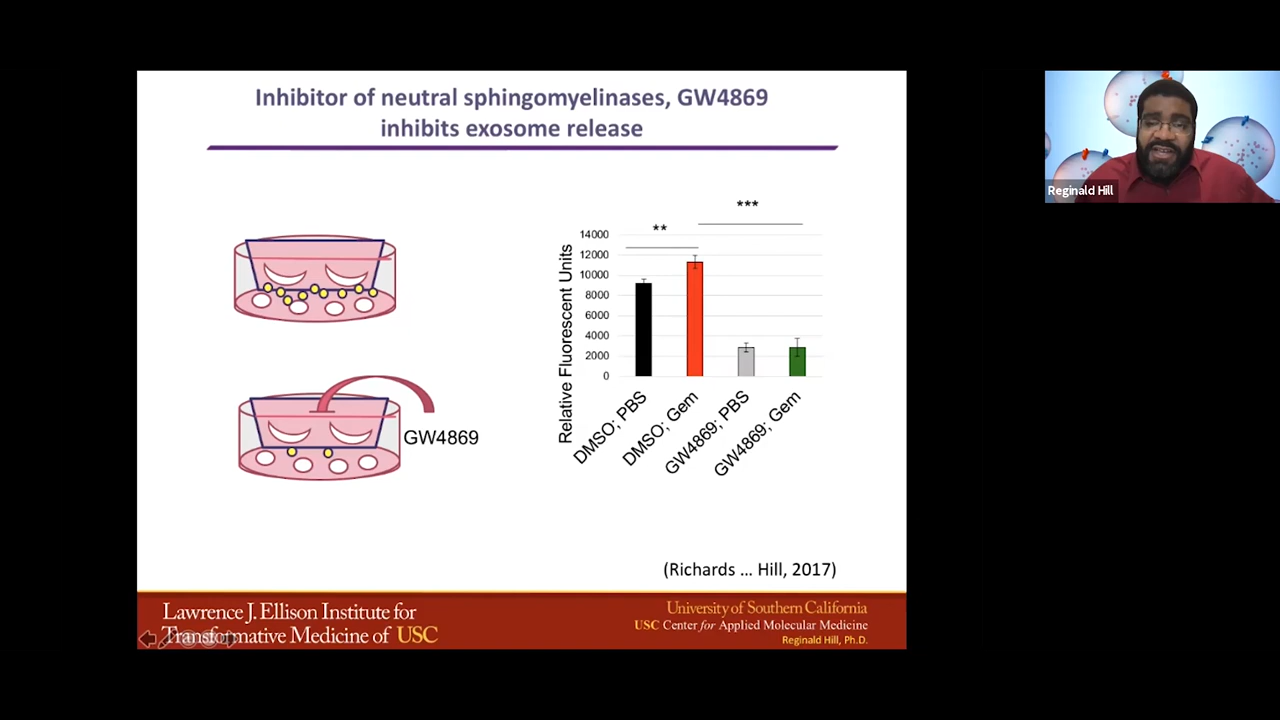 Inhibitor of neutral sphingomyelinases, GW4869
inhibits exosome release
Reginald Hill
***
**
14000
12000
10000
8000
6000
4000
2000
0
Relative Fluorescent Units
DMSO; PBS
DMSO; Gem
GW4869; PBS
GW4869; Gem
GW4869
(Richards ... Hill, 2017)
Lawrence J. Ellison Institute for
Transformative Medicine of USC
University of Southern California
USC Center for Applied Molecular Medicine
Reginald Hill, Ph.D.